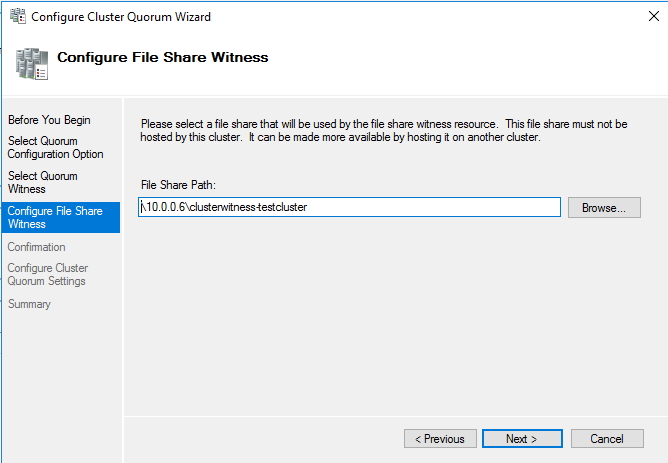 Configure Cluster Quorum Wizard
Configure File Share Witness
Before You Begin
Select Quorum
Configuration Option
Select Quorum
Witness
Configure File Share
Witness
Confirmation
Configure Cluster
Quorum Settings
Summary
Please select a file share that will be used by the file share witness resource. This file share must not be
hosted by this cluster. It can be made more available by hosting it on another cluster.
File Share Path:
\\10.0.0.6\clusterwitness-testcluster
Browse...
< Previous
Next >
Cancel